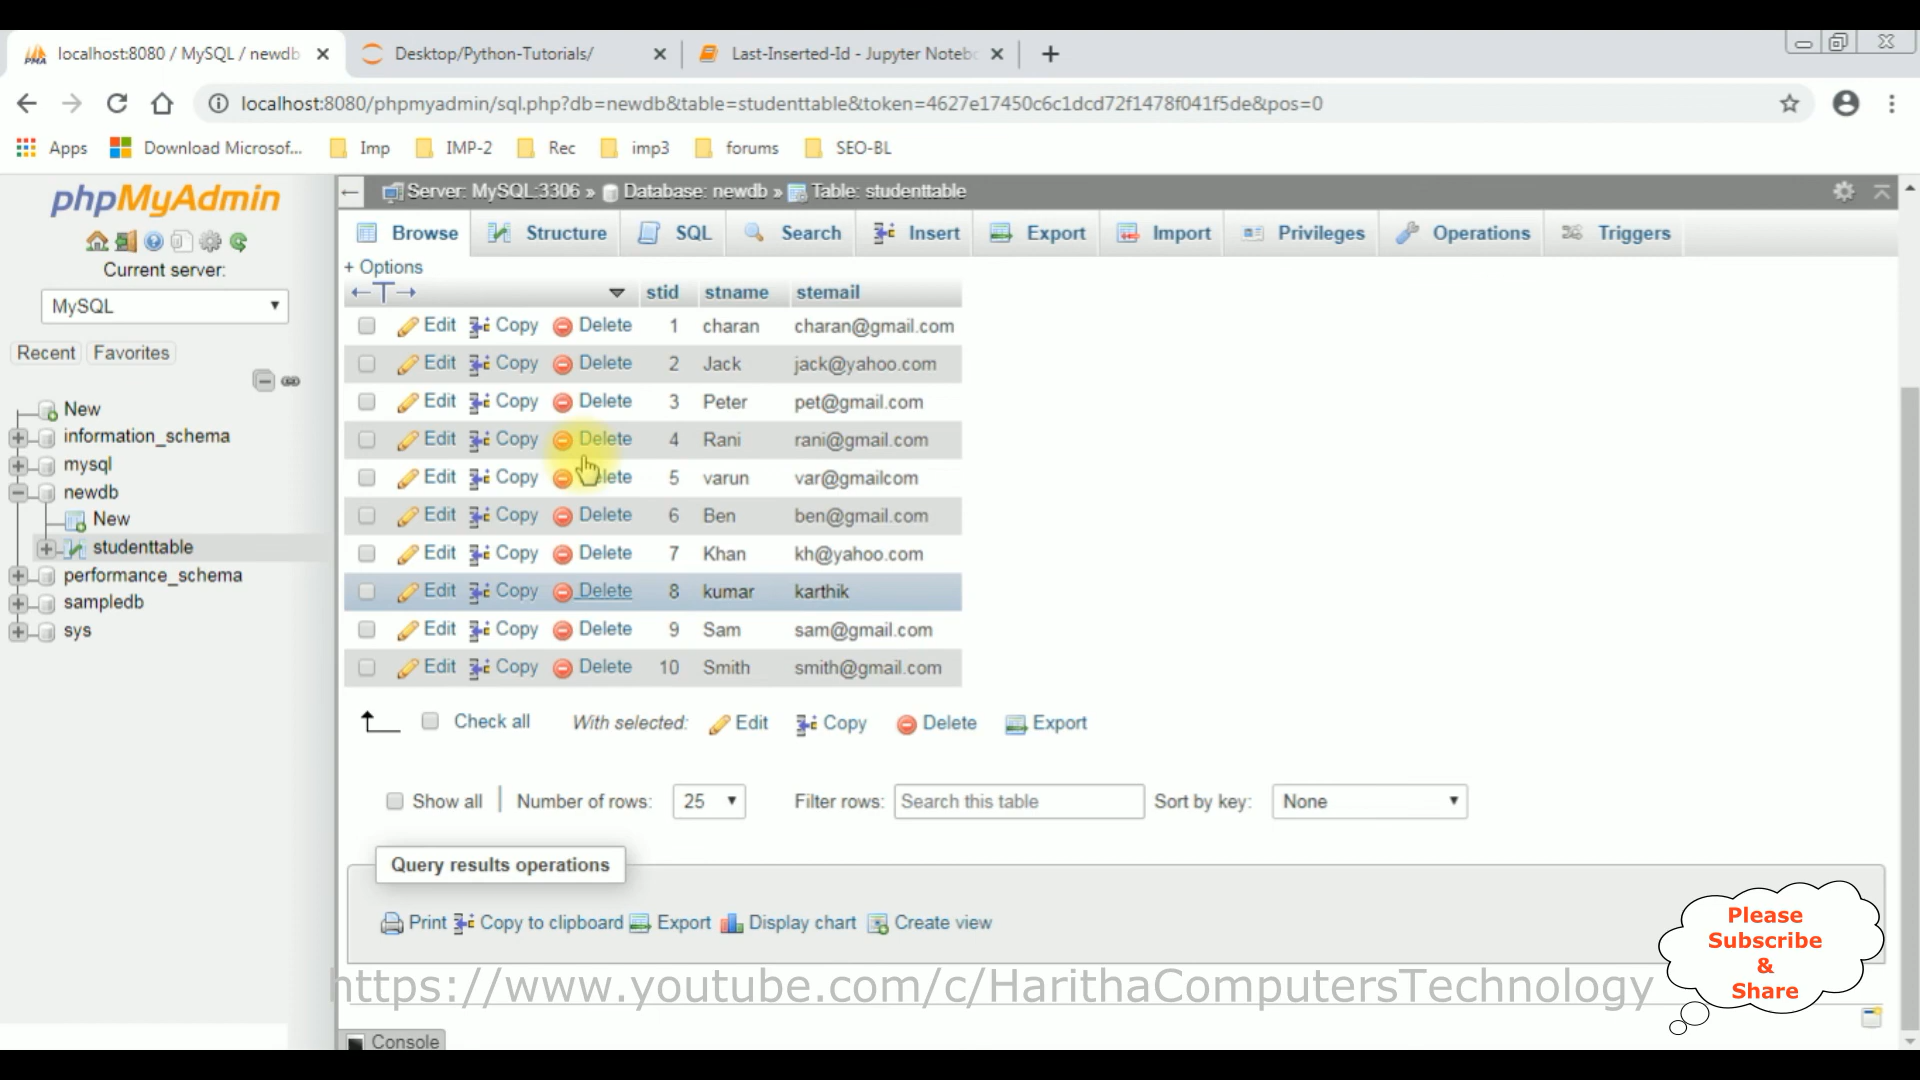 localhost:8080 / MySQL / newdb
Desktop/Python-Tutorials/
Last-Inserted-Id - Jupyter Noteb
localhost:8080/phpmyadmin/sql.php?db=newdb&table=studenttable&token=4627e17450c6c1dcd72f1478f041f5de&pos=0
Apps Download Microsof... Imp IMP-2 Rec imp3 forums SEO-BL
phpMyAdmin
Current server:
MySQL
Recent Favorites
New
information_schema
mysql
newdb
New
studenttable
performance_schema
sampledb
sys
Server: MySQL:3306 » Database: newdb » Table: studenttable
Browse Structure SQL Search Insert Export Import Privileges Operations Triggers
+ Options
←T→ stid stname stemail
Edit Copy Delete 1 charan charan@gmail.com
Edit Copy Delete 2 Jack jack@yahoo.com
Edit Copy Delete 3 Peter pet@gmail.com
Edit Copy Delete 4 Rani rani@gmail.com
Edit Copy Delete 5 varun var@gmailcom
Edit Copy Delete 6 Ben ben@gmail.com
Edit Copy Delete 7 Khan kh@yahoo.com
Edit Copy Delete 8 kumar karthik
Edit Copy Delete 9 Sam sam@gmail.com
Edit Copy Delete 10 Smith smith@gmail.com
Check all With selected: Edit Copy Delete Export
Show all Number of rows: 25 Filter rows: Search this table Sort by key: None
Query results operations
Print Copy to clipboard Export Display chart Create view
https://www.youtube.com/c/HarithaComputersTechnology
Please
Subscribe
&
Share
Console